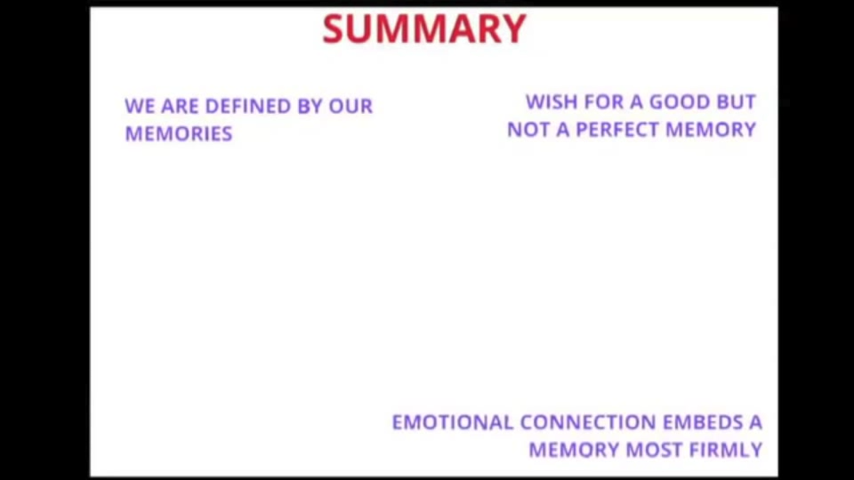 SUMMARY
WE ARE DEFINED BY OUR
MEMORIES
WISH FOR A GOOD BUT
NOT A PERFECT MEMORY
EMOTIONAL CONNECTION EMBEDS A
MEMORY MOST FIRMLY